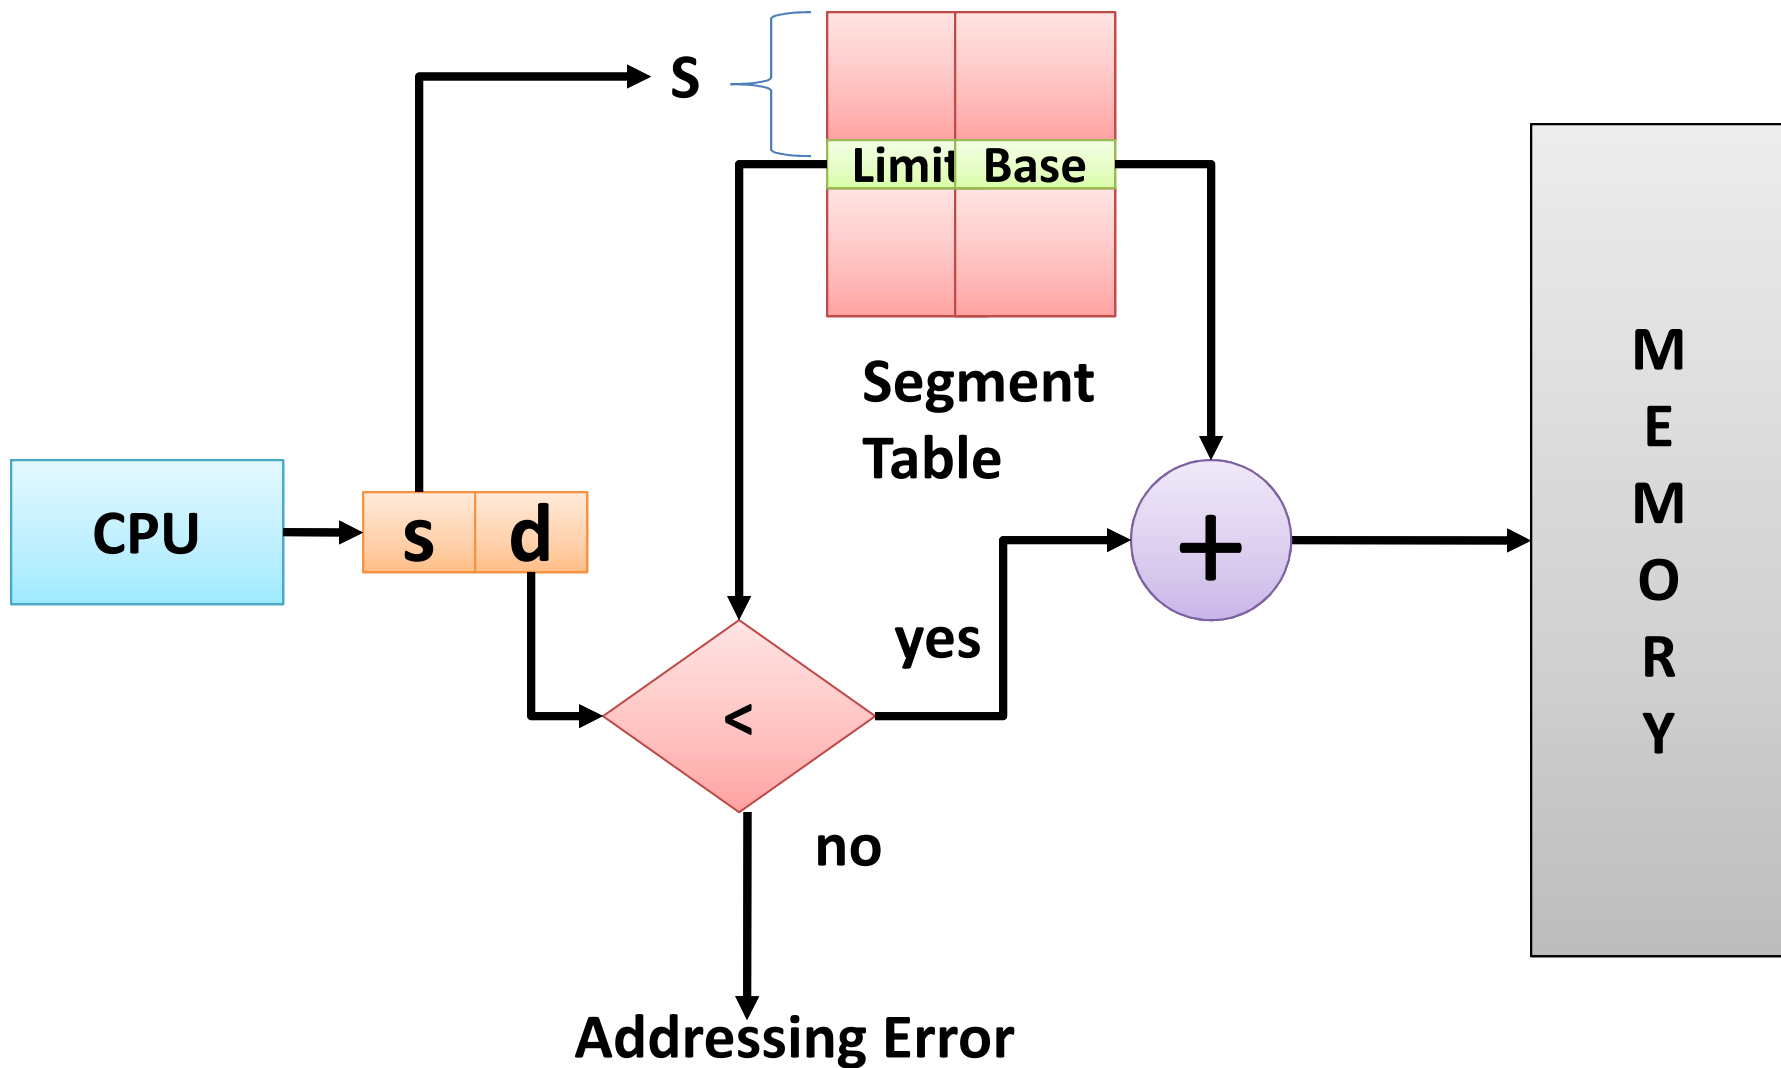 S
Limit Base
Segment
Table
CPU
s d
<
yes
no
+
Addressing Error
M
E
M
O
R
Y